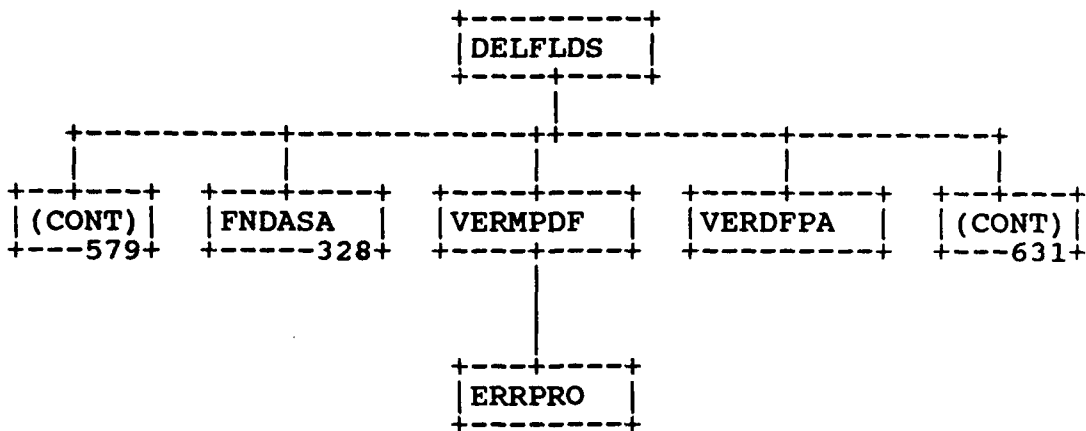 DELFLDS
(CONT) FNDASA VERMPDF VERDFPA (CONT)
579 328 631
ERRPRO